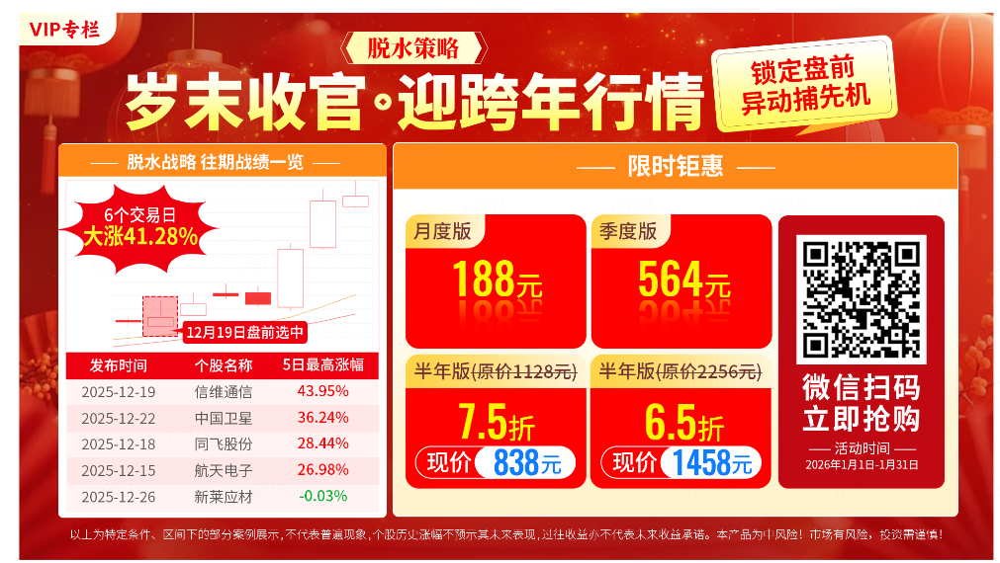 VIP专栏
脱水策略
岁末收官·迎跨年行情
锁定盘前
异动捕先机
脱水战略 往期战绩一览
6个交易日
大涨41.28%
12月19日盘前选中
发布时间 个股名称 5日最高涨幅
2025-12-19 信维通信 43.95%
2025-12-22 中国卫星 36.24%
2025-12-18 同飞股份 28.44%
2025-12-15 航天电子 26.98%
2025-12-26 新莱应材 -0.03%
限时钜惠
月度版
188元
季度版
564元
半年版(原价1128元)
7.5折
现价 838元
半年版(原价2256元)
6.5折
现价 1458元
微信扫码
立即抢购
活动时间
2026年1月1日-1月31日
以上为特定条件、区间下的部分案例展示,不代表普遍现象,个股历史涨幅不预示其未来表现,过往收益亦不代表未来收益承诺。本产品为中风险!市场有风险,投资需谨慎!